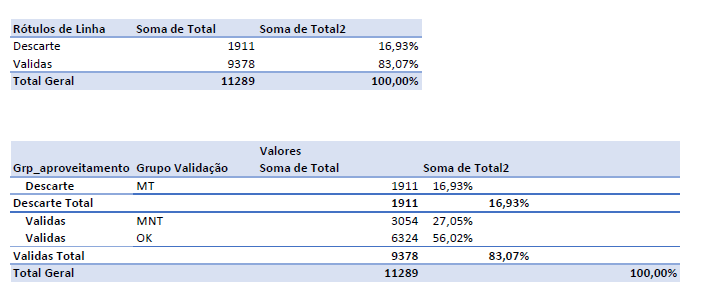 Rótulos de Linha Soma de Total Soma de Total2
Descarte 1911 16,93%
Validas 9378 83,07%
Total Geral 11289 100,00%
Valores
Grp_aproveitamento Grupo Validação Soma de Total Soma de Total2
Descarte MT 1911 16,93%
Descarte Total 1911 16,93%
Validas MNT 3054 27,05%
Validas OK 6324 56,02%
Validas Total 9378 83,07%
Total Geral 11289 100,00%